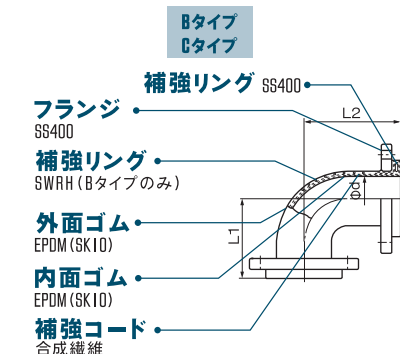 Bタイプ
Cタイプ
補強リング SS400
L2
フランジ
SS400
補強リング
SWRH(Bタイプのみ)
Φd
外面ゴム
EPDM(SK10)
L1
内面ゴム
EPDM(SK10)
補強コード
合成繊維